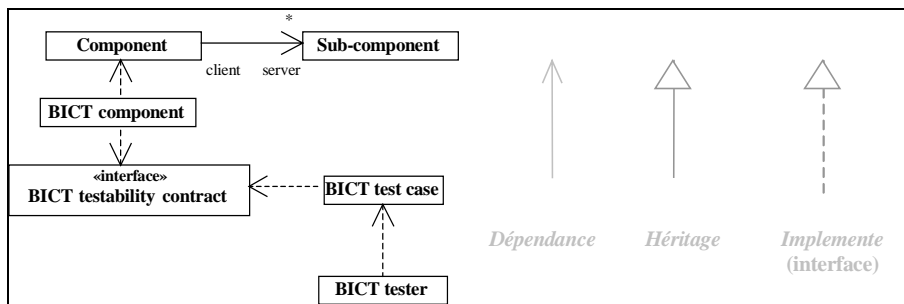 *
Component
Sub-component
client
server
BICT component
«interface»
BICT testability contract
BICT test case
BICT tester
Dépendance
Héritage
Implemente
(interface)